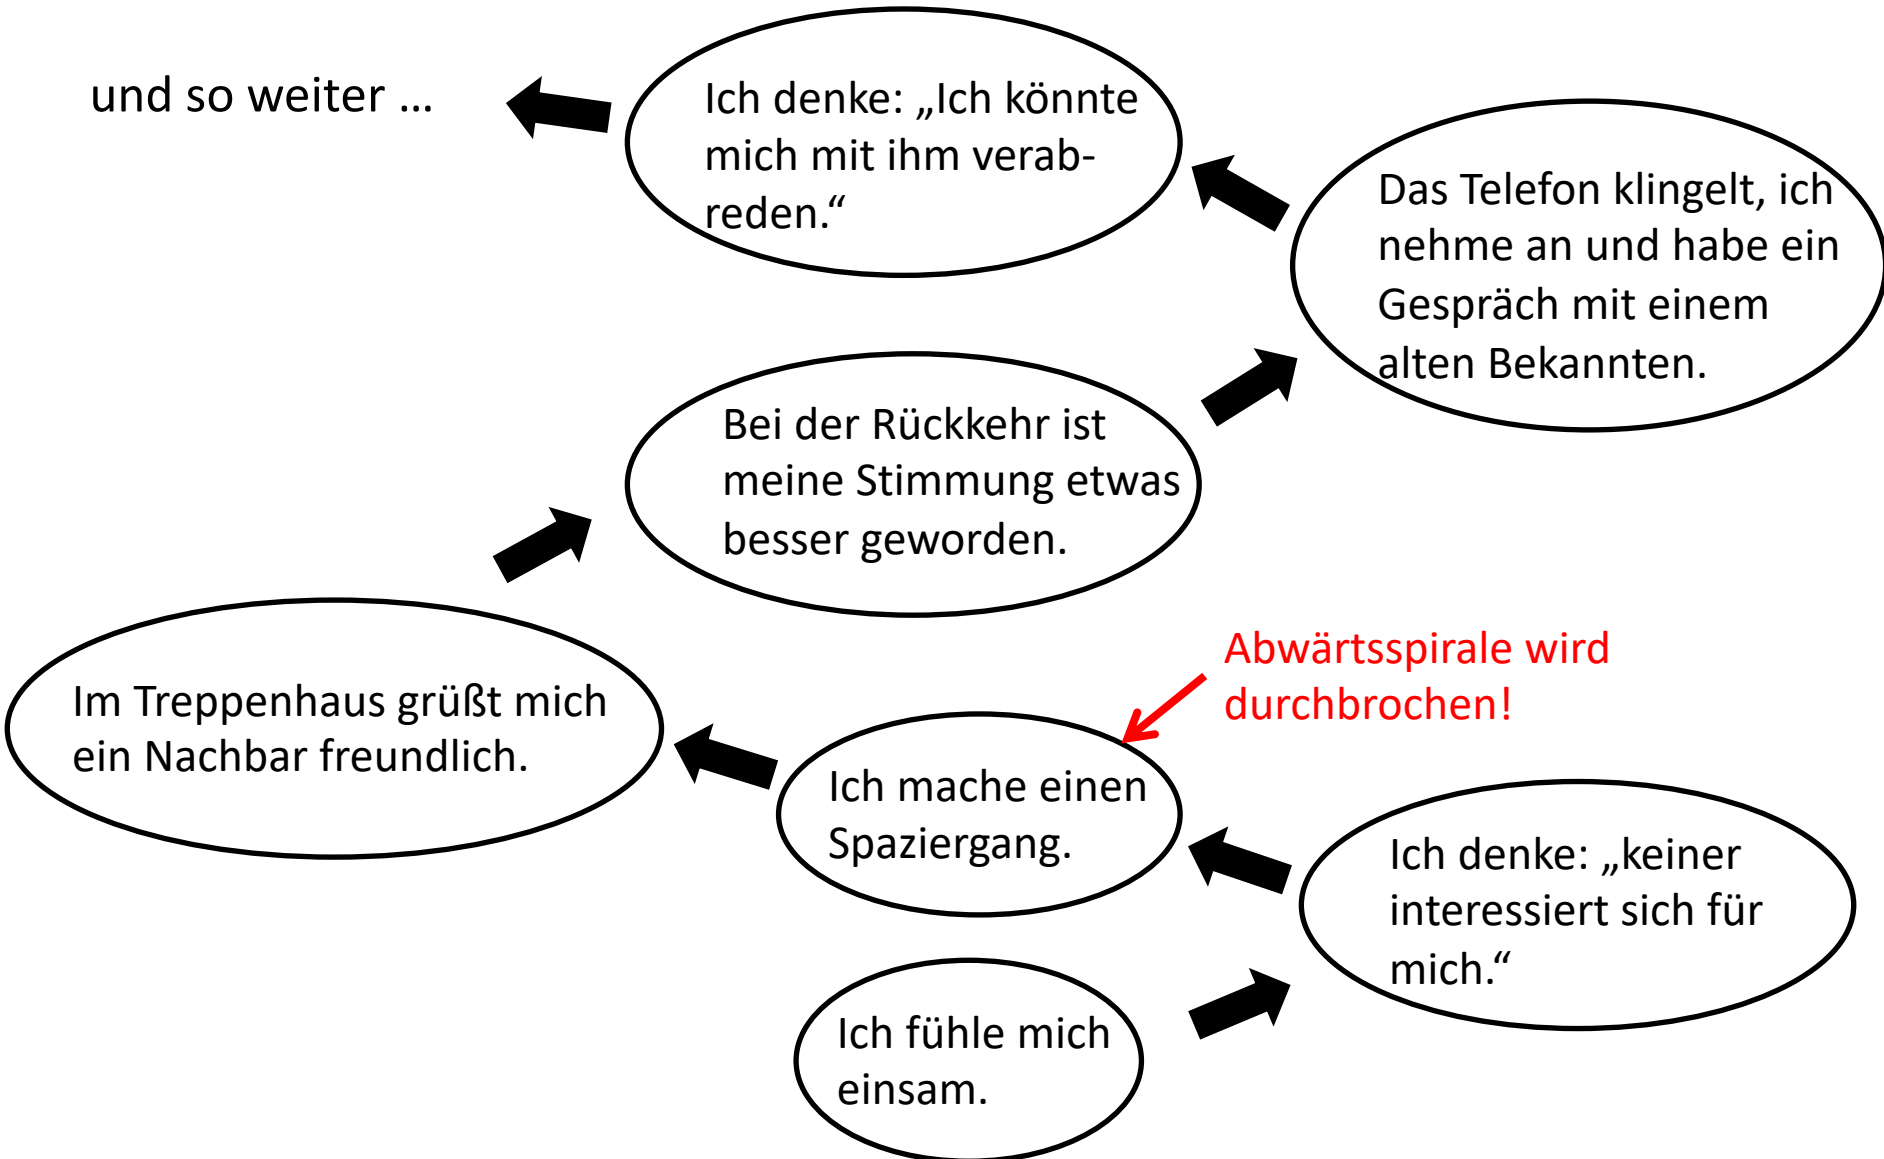 und so weiter …
Ich denke: „Ich könnte
mich mit ihm verab-
reden.“
Das Telefon klingelt, ich
nehme an und habe ein
Gespräch mit einem
alten Bekannten.
Bei der Rückkehr ist
meine Stimmung etwas
besser geworden.
Im Treppenhaus grüßt mich
ein Nachbar freundlich.
Abwärtsspirale wird
durchbrochen!
Ich mache einen
Spaziergang.
Ich denke: „keiner
interessiert sich für
mich.“
Ich fühle mich
einsam.